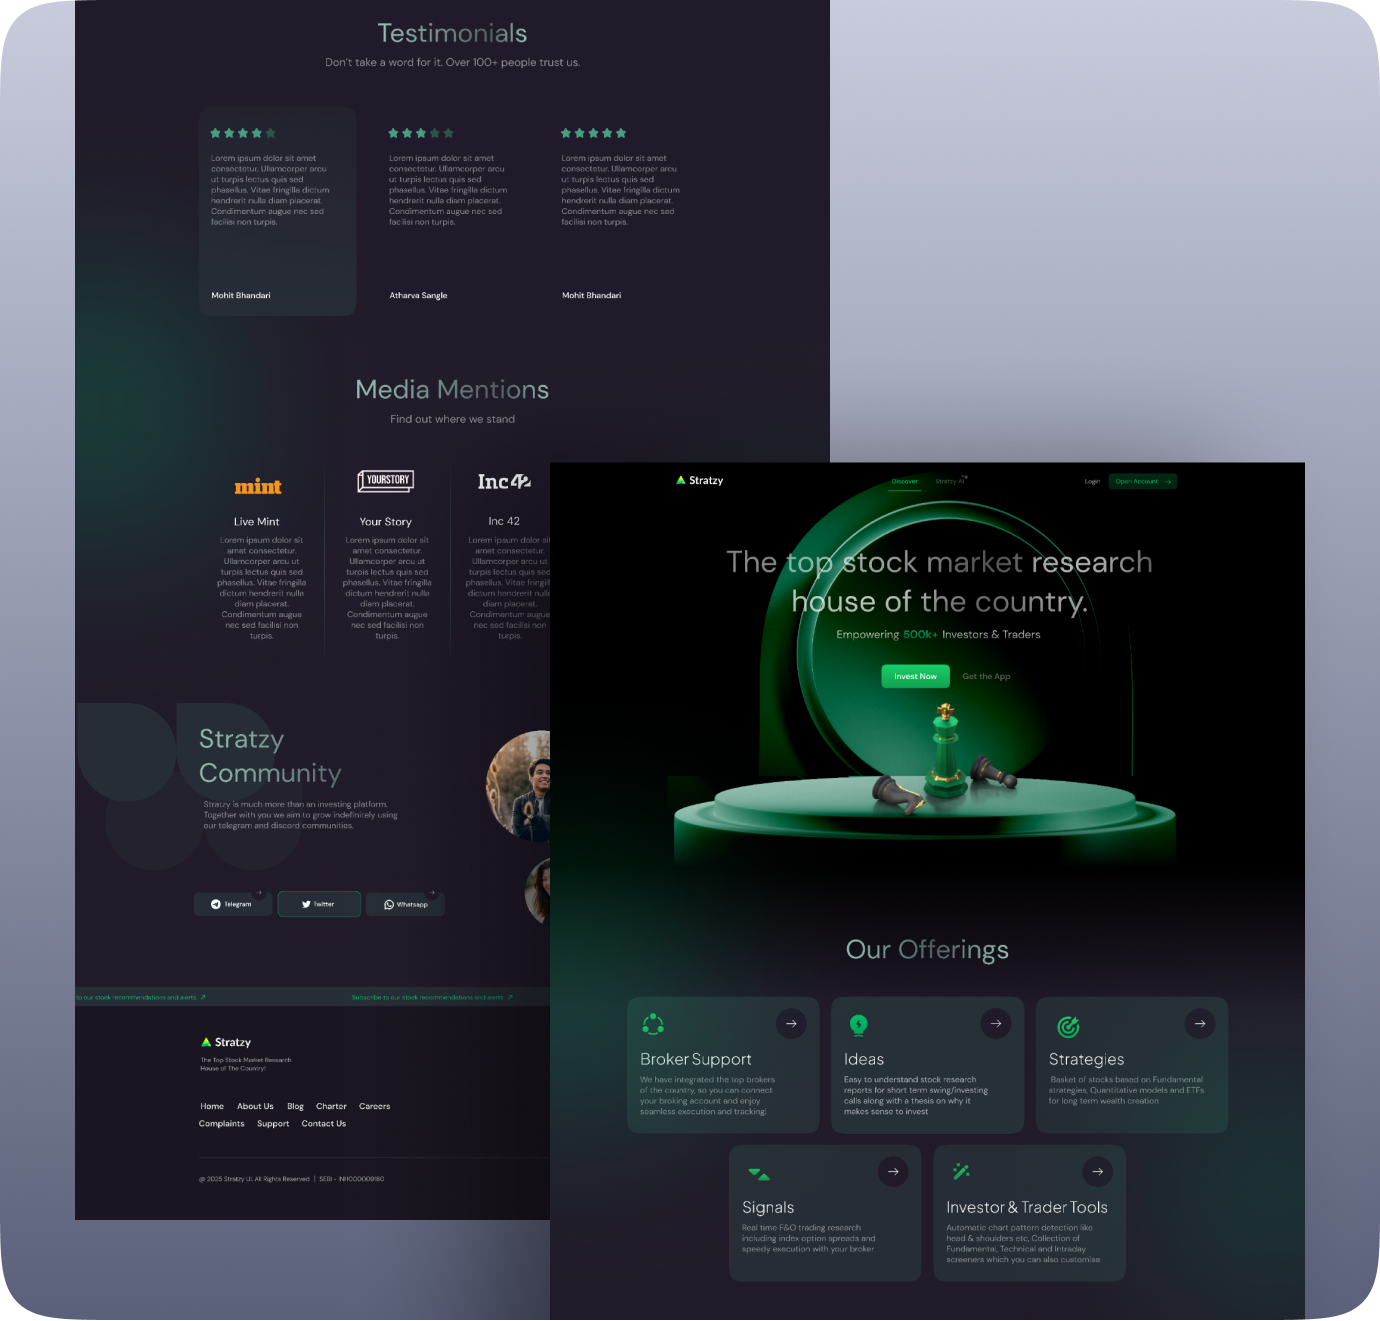 Testimonials
Don't take a word for it. Over 100+ people trust us.
Lorem ipsum dolor sit amet
consectetur. Ullamcorper arcu
ut turpis lectus quis sed
phasellus. Vitae fringilla dictum
hendrerit nulla diam placerat.
Condimentum augue nec sed
facilisi non turpis.
Mohit Bhandari
Lorem ipsum dolor sit amet
consectetur. Ullamcorper arcu
ut turpis lectus quis sed
phasellus. Vitae fringilla dictum
hendrerit nulla diam placerat.
Condimentum augue nec sed
facilisi non turpis.
Atharva Sangle
Lorem ipsum dolor sit amet
consectetur. Ullamcorper arcu
ut turpis lectus quis sed
phasellus. Vitae fringilla dictum
hendrerit nulla diam placerat.
Condimentum augue nec sed
facilisi non turpis.
Mohit Bhandari
Media Mentions
Find out where we stand
mint
Live Mint
Lorem ipsum dolor sit
amet consectetur.
Ullamcorper arcu ut
turpis lectus quis sed
phasellus. Vitae fringilla
dictum hendrerit nulla
diam placerat.
Condimentum augue
nec sed facilisi non
turpis.
YOURSTORY
Your Story
Lorem ipsum dolor sit
amet consectetur.
Ullamcorper arcu ut
turpis lectus quis sed
phasellus. Vitae fringilla
dictum hendrerit nulla
diam placerat.
Condimentum augue
nec sed facilisi non
turpis.
Inc42
Inc 42
Lorem ipsum dolor sit
amet consectetur.
Ullamcorper arcu ut
turpis lectus quis sed
phasellus. Vitae fringilla
dictum hendrerit nulla
diam placerat.
Condimentum augue
nec sed facilisi non
turpis.
Stratzy
Community
Stratzy is much more than an investing platform.
Together with you we aim to grow indefinitely using
our telegram and discord communities.
Telegram
Twitter
Whatsapp
to our stock recommendations and alerts
Subscribe to our stock recommendations and alerts
Stratzy
The Top Stock Market Research
House of The Country!
Home About Us Blog Charter Careers
Complaints Support Contact Us
@ 2025 Stratzy UI. All Rights Reserved | SEBI - INH000009180
Stratzy
Discover
Stratzy AI
Login
Open Account
The top stock market research
house of the country.
Empowering 500k+ Investors & Traders
Invest Now
Get the App
Our Offerings
Broker Support
We have integrated the top brokers
of the country, so you can connect
your broking account and enjoy
seamless execution and tracking!
Ideas
Easy to understand stock research
reports for short term swing/investing
calls along with a thesis on why it
makes sense to invest
Strategies
Basket of stocks based on Fundamental
strategies, Quantitative models and ETFs
for long term wealth creation
Signals
Real time F&O trading research
including index option spreads and
speedy execution with your broker
Investor & Trader Tools
Automatic chart pattern detection like
head & shoulders etc, Collection of
Fundamental, Technical and Intraday
screeners which you can also customise